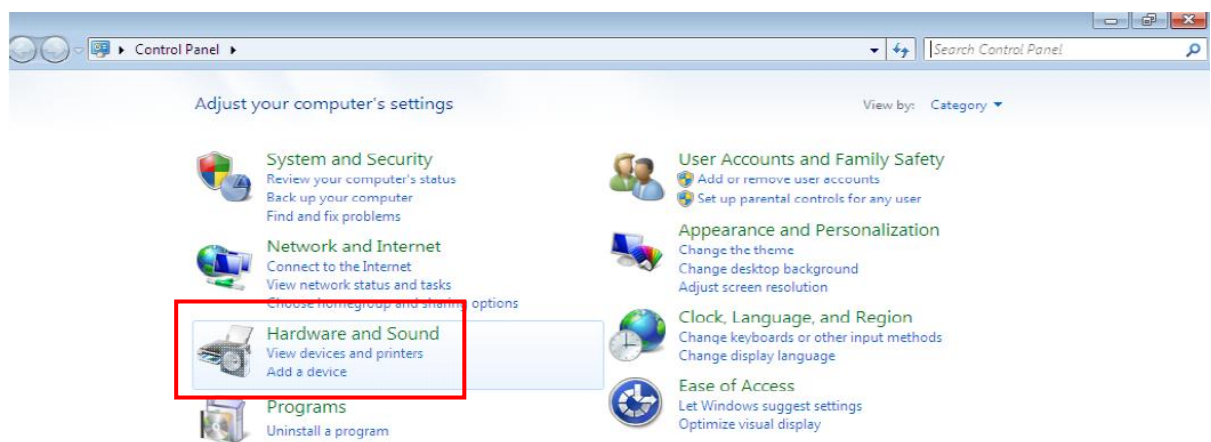 Control Panel
Search Control Panel
Adjust your computer's settings
View by: Category
System and Security
Review your computer's status
Back up your computer
Find and fix problems
Network and Internet
Connect to the Internet
View network status and tasks
Choose homegroup and sharing options
Hardware and Sound
View devices and printers
Add a device
Programs
Uninstall a program
User Accounts and Family Safety
Add or remove user accounts
Set up parental controls for any user
Appearance and Personalization
Change the theme
Change desktop background
Adjust screen resolution
Clock, Language, and Region
Change keyboards or other input methods
Change display language
Ease of Access
Let Windows suggest settings
Optimize visual display